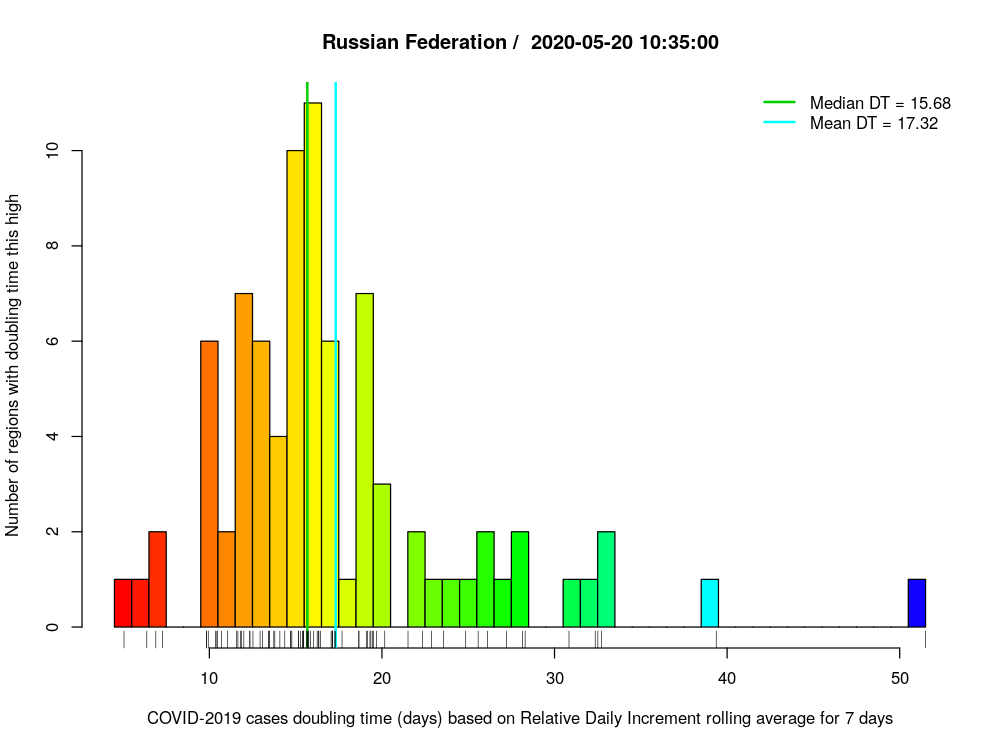 Russian Federation /  2020-05-20 10:35:00
Median DT = 15.68
Mean DT = 17.32
Number of regions with doubling time this high
10
8
6
4
2
0
10 20 30 40 50
COVID-2019 cases doubling time (days) based on Relative Daily Increment rolling average for 7 days